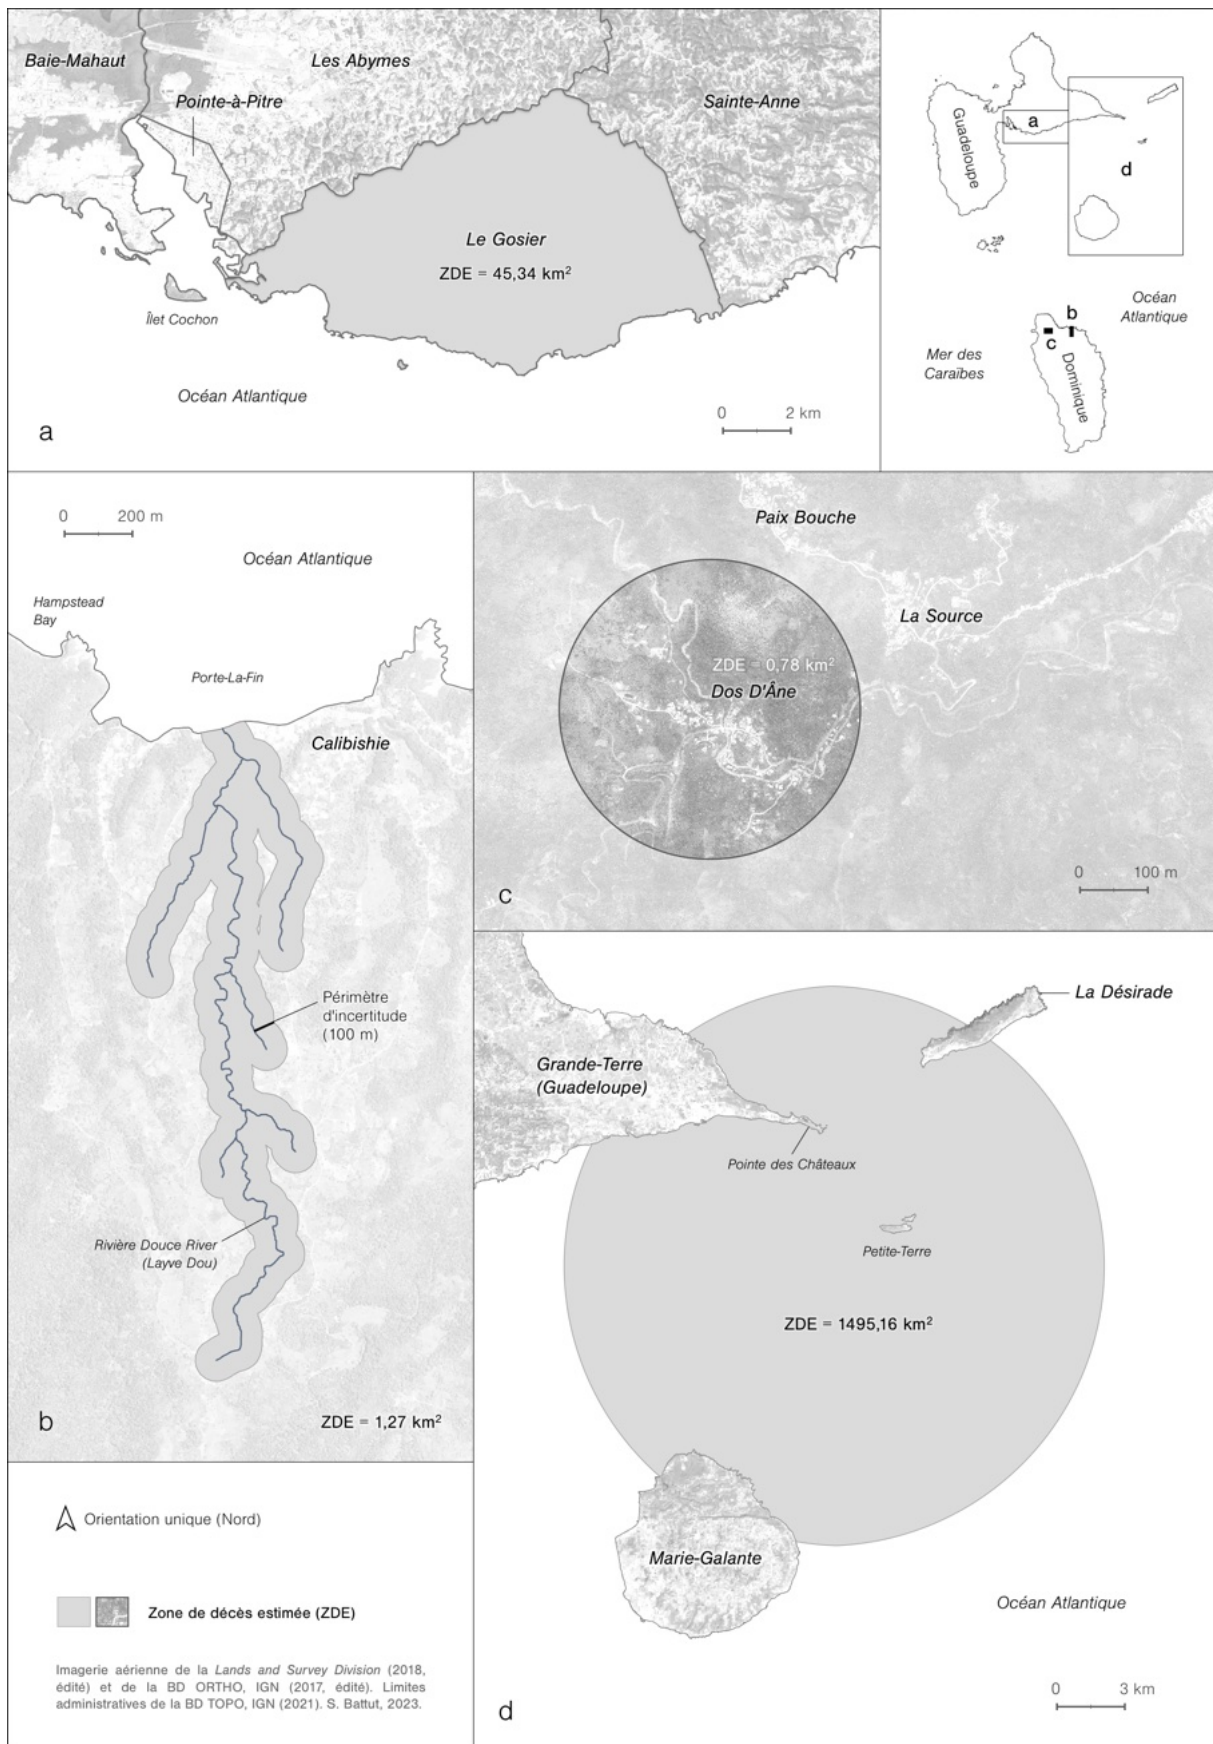 Baie-Mahaut
Les Abymes
Pointe-à-Pitre
Sainte-Anne
Le Gosier
ZDE = 45,34 km²
Îlet Cochon
Océan Atlantique
0 2 km
a
Guadeloupe
a
d
Océan
Atlantique
b
c
Dominique
Mer des
Caraïbes
0 200 m
Océan Atlantique
Hampstead
Bay
Porte-La-Fin
Calibishie
Périmètre
d'incertitude
(100 m)
Rivière Douce River
(Layve Dou)
b
ZDE = 1,27 km²
Paix Bouche
La Source
ZDE = 0,78 km²
Dos D'Âne
0 100 m
c
La Désirade
Grande-Terre
(Guadeloupe)
Pointe des Châteaux
Petite-Terre
ZDE = 1495,16 km²
Marie-Galante
Océan Atlantique
0 3 km
d
Orientation unique (Nord)
Zone de décès estimée (ZDE)
Imagerie aérienne de la Lands and Survey Division (2018,
édité) et de la BD ORTHO, IGN (2017, édité). Limites
administratives de la BD TOPO, IGN (2021). S. Battut, 2023.